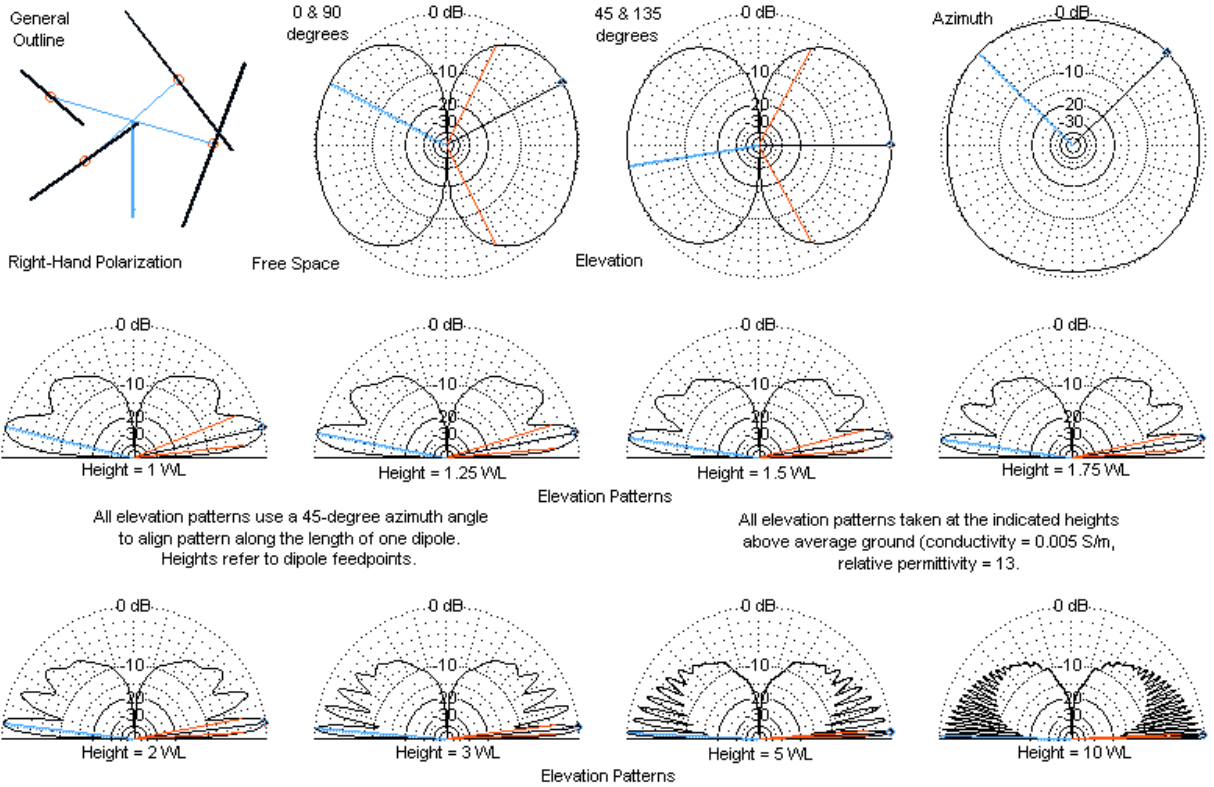 General
Outline
0 & 90
degrees
0 dB
-10
20
30
45 & 135
degrees
0 dB
-10
20
30
Azimuth
0 dB
-10
20
30
Right-Hand Polarization
Free Space
Elevation
0 dB
-10
20
30
Height = 1 WL
0 dB
-10
20
30
Height = 1.25 WL
0 dB
-10
20
30
Height = 1.5 WL
0 dB
-10
20
30
Height = 1.75 WL
Elevation Patterns
All elevation patterns use a 45-degree azimuth angle
to align pattern along the length of one dipole.
Heights refer to dipole feedpoints.
All elevation patterns taken at the indicated heights
above average ground (conductivity = 0.005 S/m,
relative permittivity = 13.
0 dB
-10
20
30
Height = 2 WL
0 dB
-10
20
30
Height = 3 WL
0 dB
-10
20
30
Height = 5 WL
0 dB
-10
20
30
Height = 10 WL
Elevation Patterns